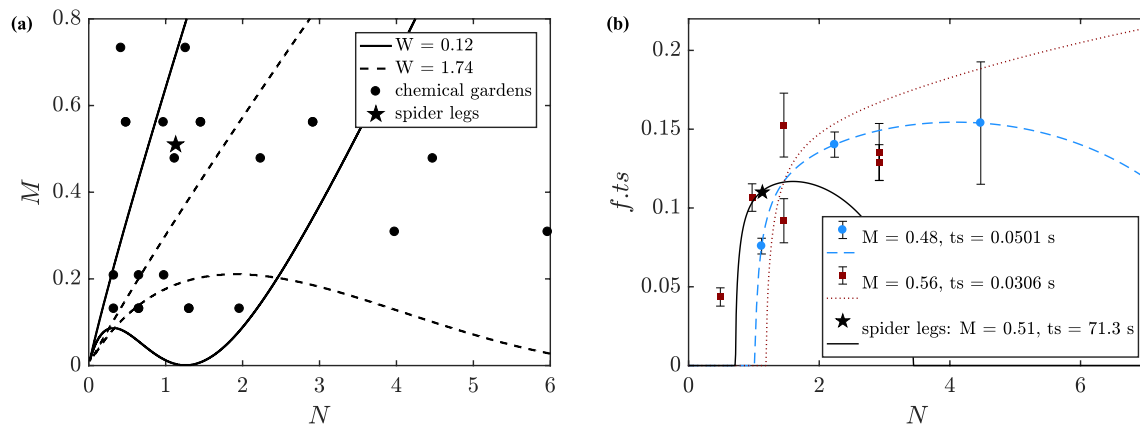 (a)
0.8
0.6
0.4
0.2
0
M
0
1
2
3
4
5
6
N
W = 0.12
W = 1.74
chemical gardens
spider legs
(b)
0.2
0.15
0.1
0.05
0
f.ts
0
2
4
6
N
M = 0.48, ts = 0.0501 s
M = 0.56, ts = 0.0306 s
spider legs: M = 0.51, ts = 71.3 s